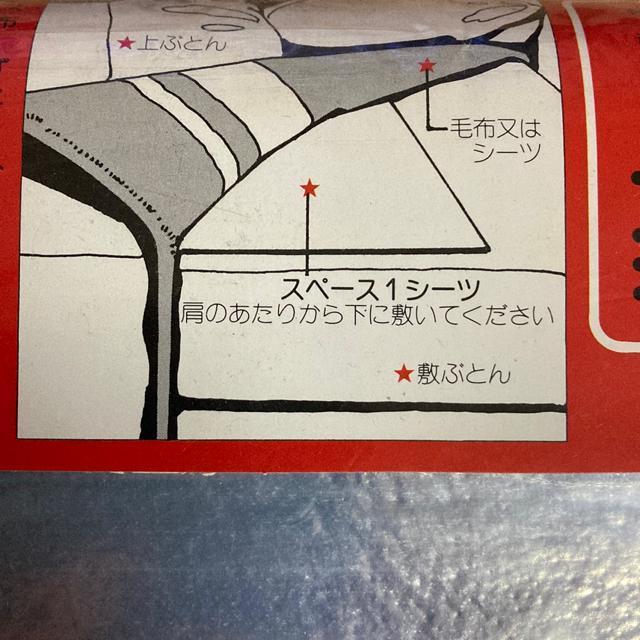 ★上ぶとん
★
毛布又は
シーツ
★
スペース1シーツ
肩のあたりから下に敷いてください
★敷ぶとん